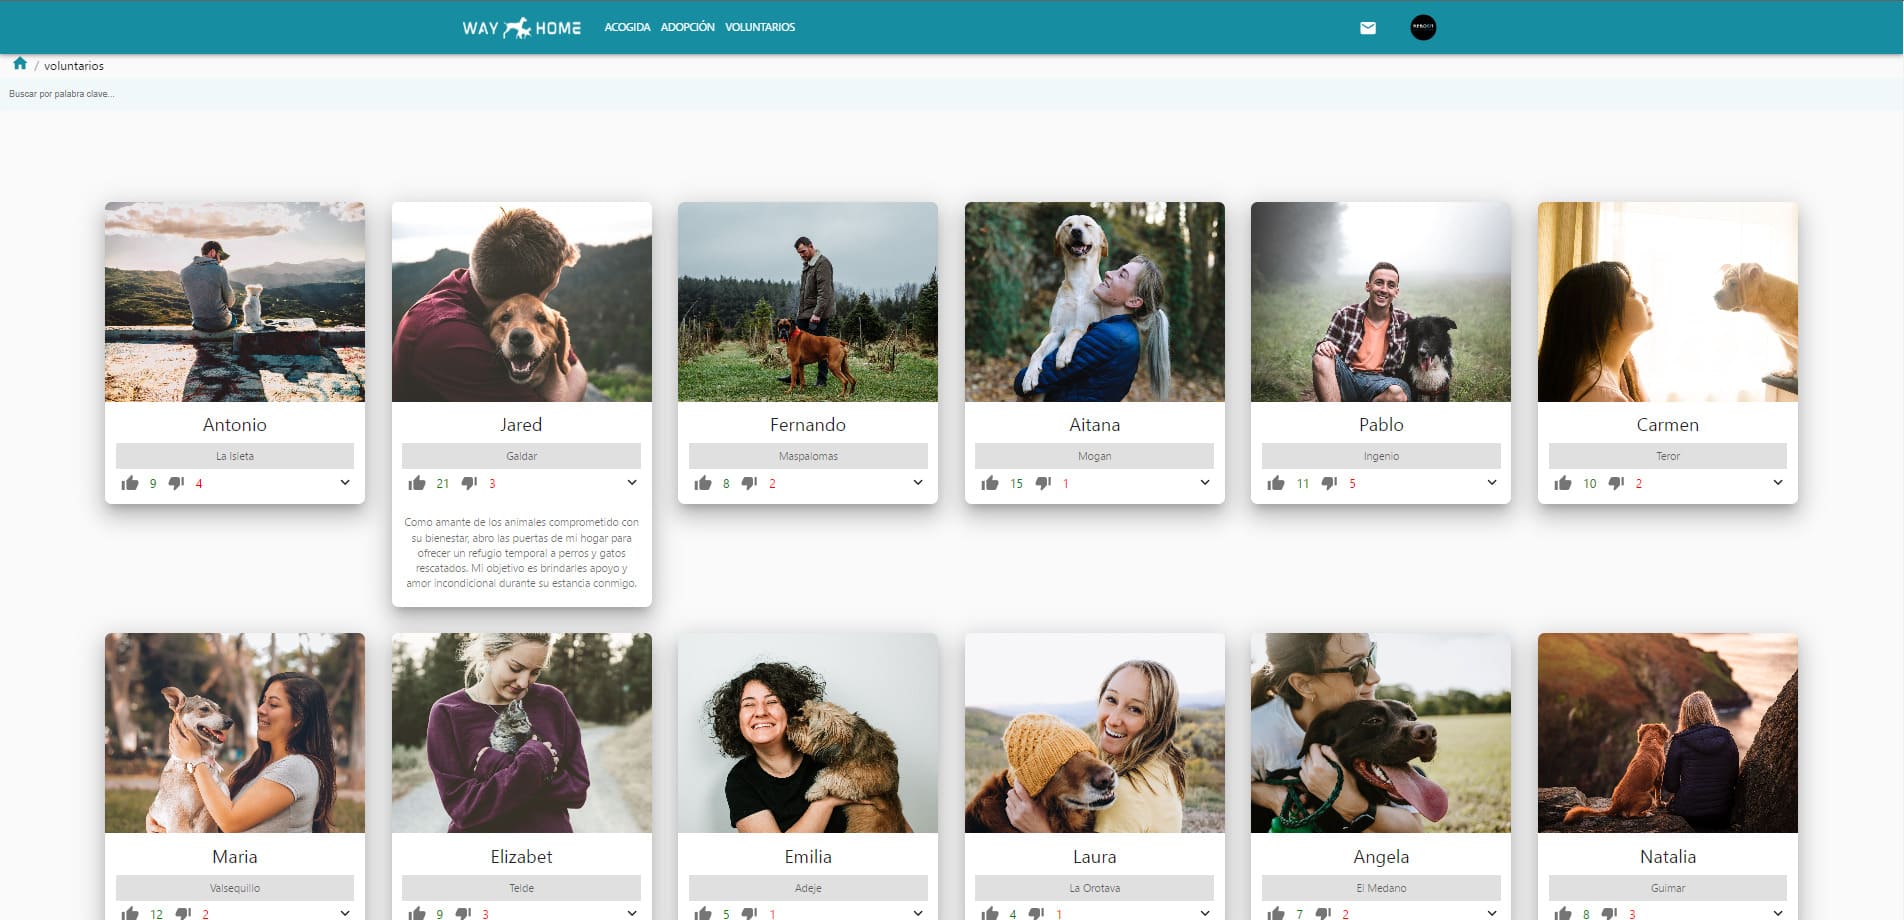 WAY HOME ACOGIDA ADOPCIÓN VOLUNTARIOS REBOOT
/ voluntarios
Buscar por palabra clave...
Antonio
La Isleta
9 4
Jared
Galdar
21 3
Como amante de los animales comprometido con
su bienestar, abro las puertas de mi hogar para
ofrecer un refugio temporal a perros y gatos
rescatados. Mi objetivo es brindarles apoyo y
amor incondicional durante su estancia conmigo.
Fernando
Maspalomas
8 2
Aitana
Mogan
15 1
Pablo
Ingenio
11 5
Carmen
Teror
10 2
Maria
Valsequillo
12 2
Elizabet
Telde
9 3
Emilia
Adeje
5 1
Laura
La Orotava
4 1
Angela
El Medano
7 2
Natalia
Guimar
8 3